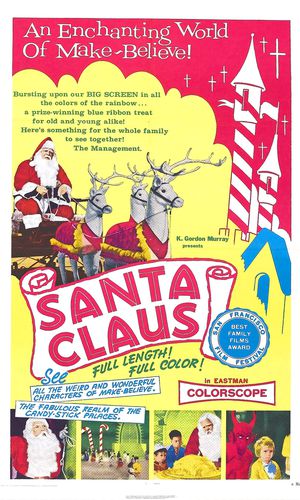 An Enchanting World
Of Make-Believe!
Bursting upon our BIG SCREEN in all
the colors of the rainbow...
a prize-winning blue ribbon treat
for old and young alike!
Here's something for the whole family
to see together!
The Management.
K. Gordon Murray
presents
SANTA
CLAUS
SAN FRANCISCO
BEST
FAMILY
FILMS
AWARD
FILM FESTIVAL
FULL LENGTH!
FULL COLOR!
See
ALL THE WEIRD AND WONDERFUL
CHARACTERS OF MAKE-BELIEVE.
THE FABULOUS REALM OF THE
CANDY-STICK PALACES.
in EASTMAN
COLORSCOPE